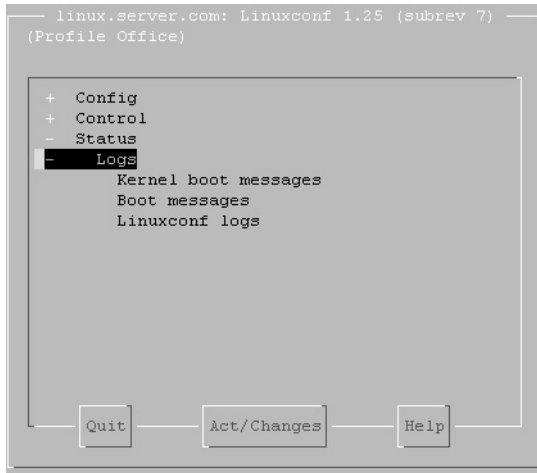 linux.server.com: Linuxconf 1.25 (subrev 7)
(Profile Office)
+ Config
+ Control
- Status
- Logs
Kernel boot messages
Boot messages
Linuxconf logs
Quit Act/Changes Help